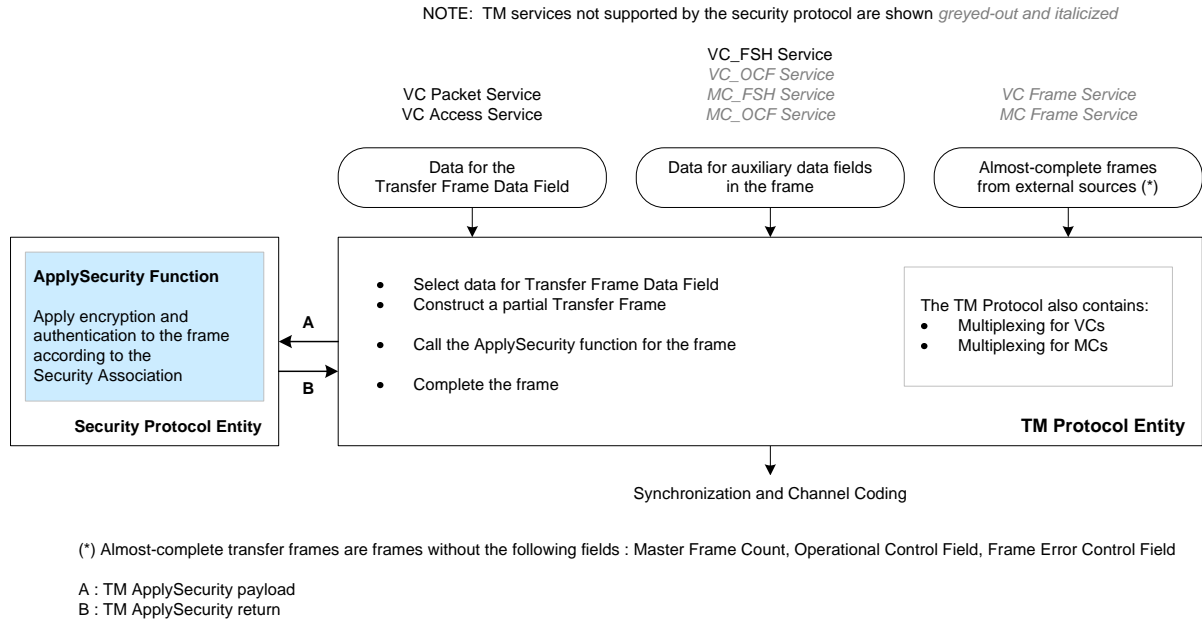 NOTE: TM services not supported by the security protocol are shown greyed-out and italicized
VC Packet Service
VC Access Service
VC_FSH Service
VC_OCF Service
MC_FSH Service
MC_OCF Service
VC Frame Service
MC Frame Service
Data for the
Transfer Frame Data Field
Data for auxiliary data fields
in the frame
Almost-complete frames
from external sources (*)
ApplySecurity Function
Apply encryption and
authentication to the frame
according to the
Security Association
Security Protocol Entity
A
B
• Select data for Transfer Frame Data Field
• Construct a partial Transfer Frame
• Call the ApplySecurity function for the frame
• Complete the frame
The TM Protocol also contains:
• Multiplexing for VCs
• Multiplexing for MCs
TM Protocol Entity
Synchronization and Channel Coding
(*) Almost-complete transfer frames are frames without the following fields : Master Frame Count, Operational Control Field, Frame Error Control Field
A : TM ApplySecurity payload
B : TM ApplySecurity return